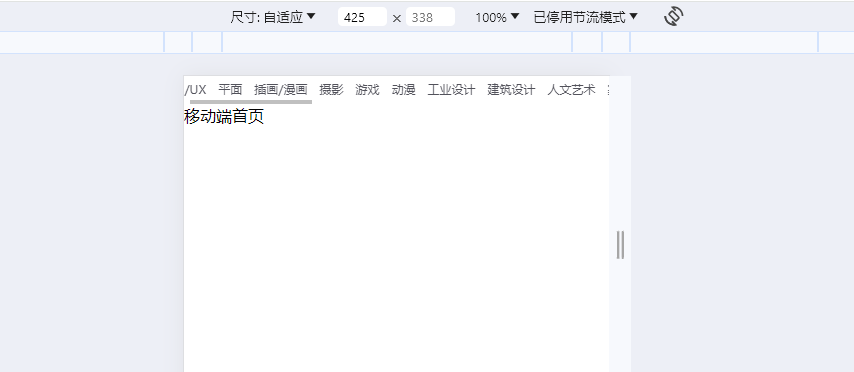 尺寸: 自适应 425 × 338 100% 已停用节流模式
/UX 平面 插画/漫画 摄影 游戏 动漫 工业设计 建筑设计 人文艺术
移动端首页